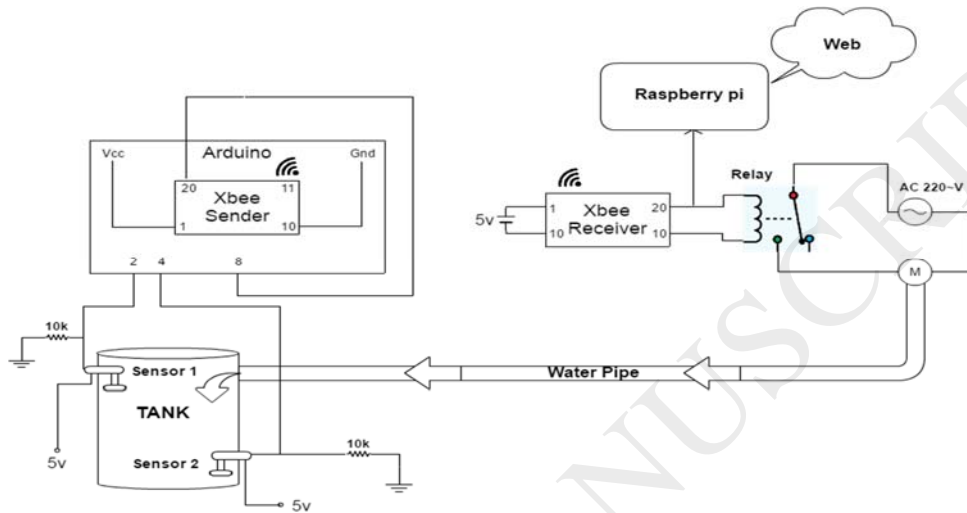 Web
Raspberry pi
Vcc
Arduino
Gnd
20
11
Xbee
Sender
1
10
2
4
8
Relay
AC 220~V
5v
1
20
Xbee
Receiver
10
10
M
10k
Sensor 1
Water Pipe
TANK
5v
Sensor 2
10k
5v
NUSCRI